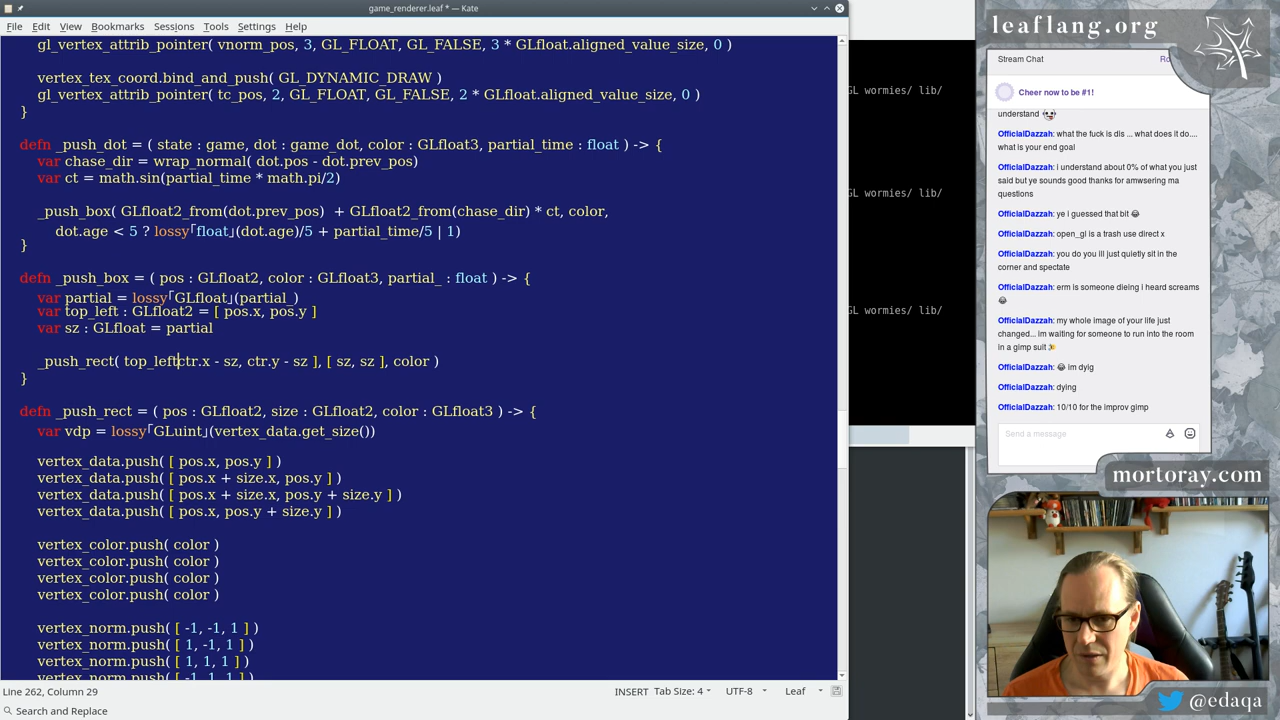 game_renderer.leaf * — Kate
File Edit View Bookmarks Sessions Tools Settings Help
gl_vertex_attrib_pointer( vnorm_pos, 3, GL_FLOAT, GL_FALSE, 3 * GLfloat.aligned_value_size, 0 )
vertex_tex_coord.bind_and_push( GL_DYNAMIC_DRAW )
gl_vertex_attrib_pointer( tc_pos, 2, GL_FLOAT, GL_FALSE, 2 * GLfloat.aligned_value_size, 0 )
}
defn _push_dot = ( state : game, dot : game_dot, color : GLfloat3, partial_time : float ) -> {
var chase_dir = wrap_normal( dot.pos - dot.prev_pos)
var ct = math.sin(partial_time * math.pi/2)
_push_box( GLfloat2_from(dot.prev_pos)  + GLfloat2_from(chase_dir) * ct, color,
dot.age < 5 ? lossy「float」(dot.age)/5 + partial_time/5 | 1)
}
defn _push_box = ( pos : GLfloat2, color : GLfloat3, partial_ : float ) -> {
var partial = lossy「GLfloat」(partial_)
var top_left : GLfloat2 = [ pos.x, pos.y ]
var sz : GLfloat = partial
_push_rect( top_leftctr.x - sz, ctr.y - sz ], [ sz, sz ], color )
}
defn _push_rect = ( pos : GLfloat2, size : GLfloat2, color : GLfloat3 ) -> {
var vdp = lossy「GLuint」(vertex_data.get_size())
vertex_data.push( [ pos.x, pos.y ] )
vertex_data.push( [ pos.x + size.x, pos.y ] )
vertex_data.push( [ pos.x + size.x, pos.y + size.y ] )
vertex_data.push( [ pos.x, pos.y + size.y ] )
vertex_color.push( color )
vertex_color.push( color )
vertex_color.push( color )
vertex_color.push( color )
vertex_norm.push( [ -1, -1, 1 ] )
vertex_norm.push( [ 1, -1, 1 ] )
vertex_norm.push( [ 1, 1, 1 ] )
vertex_norm.push( [ -1, 1, 1 ] )
Line 262, Column 29
INSERT Tab Size: 4 UTF-8 Leaf
Search and Replace
GL wormies/ lib/
GL wormies/ lib/
GL wormies/ lib/
leaflang.org
Stream Chat
Ro
Cheer now to be #1!
understand
OfficialDazzah: what the fuck is dis ... what does it do....
what is your end goal
OfficialDazzah: i understand about 0% of what you just
said but ye sounds good thanks for amwsering ma
questions
OfficialDazzah: ye i guessed that bit
OfficialDazzah: open_gl is a trash use direct x
OfficialDazzah: you do you ill just quietly sit in the
corner and spectate
OfficialDazzah: erm is someone dieing i heard screams
OfficialDazzah: my whole image of your life just
changed... im waiting for someone to run into the room
in a gimp suit
OfficialDazzah: im dyig
OfficialDazzah: dying
OfficialDazzah: 10/10 for the improv gimp
Send a message
mortoray.com
@edaqa